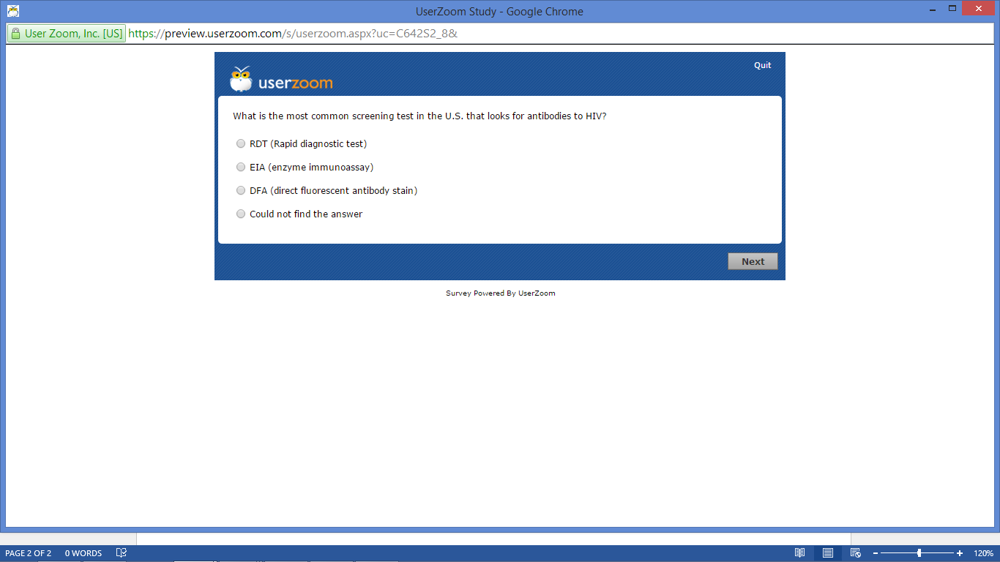 UserZoom Study - Google Chrome
User Zoom, Inc. [US] https://preview.userzoom.com/s/userzoom.aspx?uc=C642S2_8&
Quit
userzoom
What is the most common screening test in the U.S. that looks for antibodies to HIV?
RDT (Rapid diagnostic test)
EIA (enzyme immunoassay)
DFA (direct fluorescent antibody stain)
Could not find the answer
Next
Survey Powered By UserZoom
PAGE 2 OF 2 0 WORDS 120%